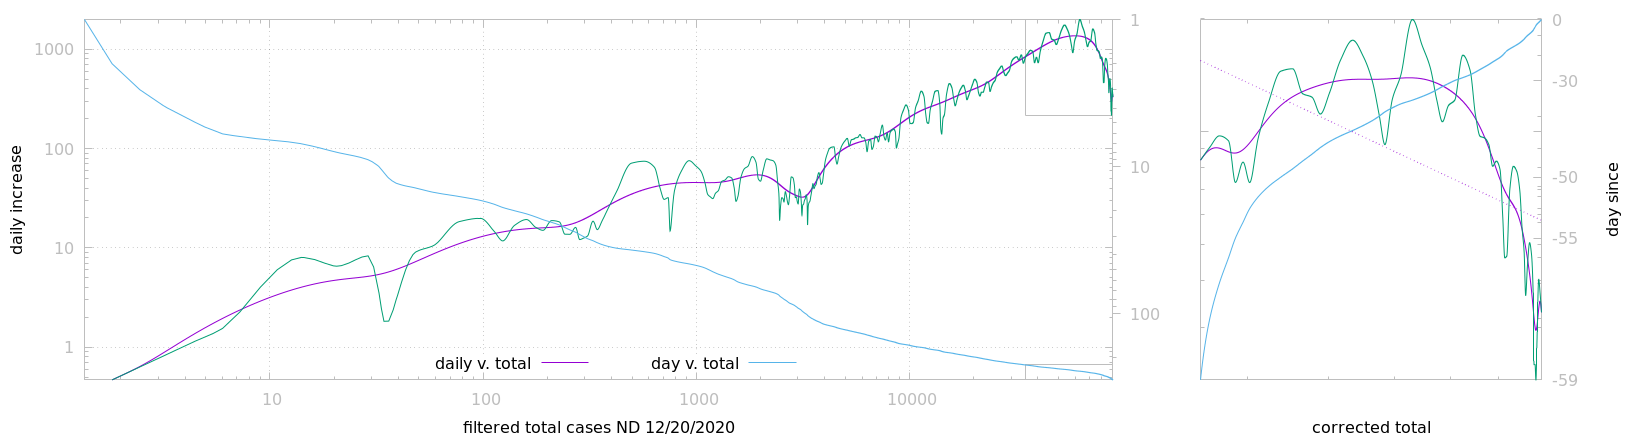 1000
100
10
1
daily increase
10
100
1000
10000
filtered total cases ND 12/20/2020
daily v. total
day v. total
1
10
100
0
-30
-50
-55
-59
day since
corrected total